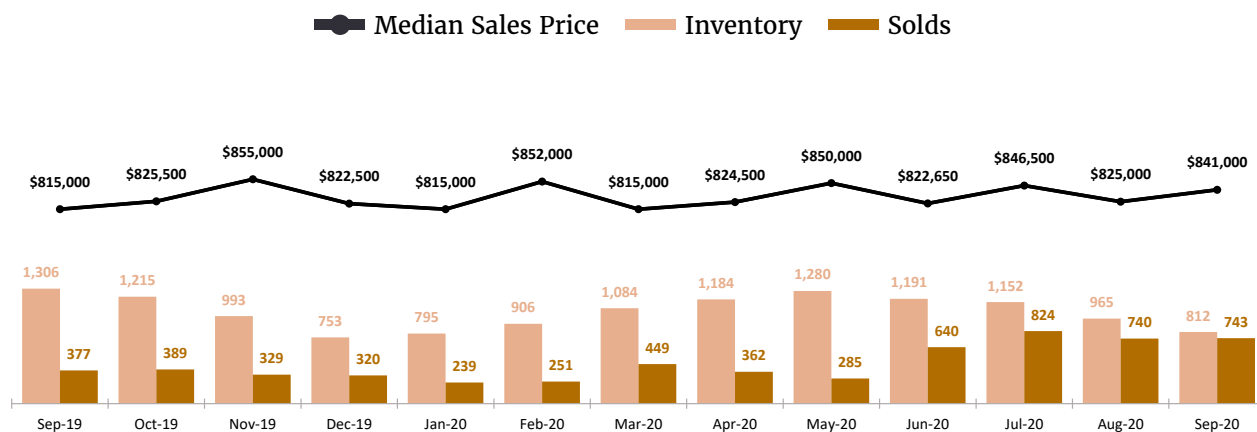 Median Sales Price Inventory Solds
$815,000 $825,500 $855,000 $822,500 $815,000 $852,000 $815,000 $824,500 $850,000 $822,650 $846,500 $825,000 $841,000
1,306 1,215 993 753 795 906 1,084 1,184 1,280 1,191 1,152 965 812
377 389 329 320 239 251 449 362 285 640 824 740 743
Sep-19 Oct-19 Nov-19 Dec-19 Jan-20 Feb-20 Mar-20 Apr-20 May-20 Jun-20 Jul-20 Aug-20 Sep-20